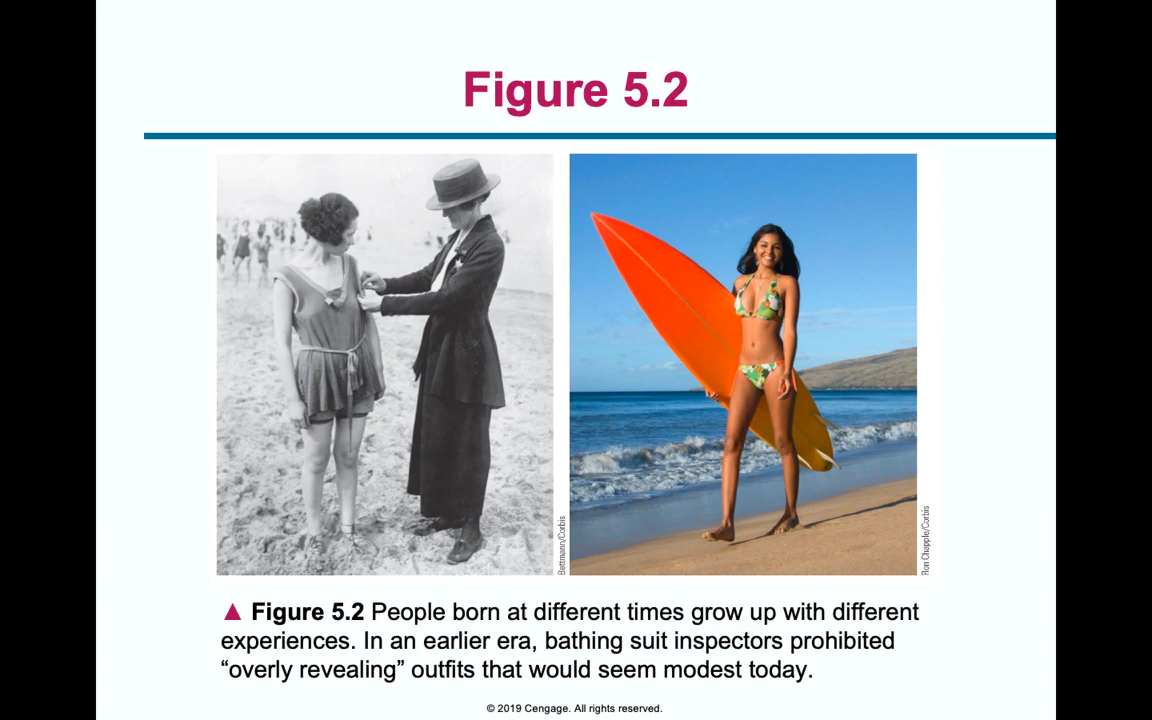 Figure 5.2
Bettmann/Corbis
Ron Chapple/Corbis
▲ Figure 5.2 People born at different times grow up with different
experiences. In an earlier era, bathing suit inspectors prohibited
“overly revealing” outfits that would seem modest today.
© 2019 Cengage. All rights reserved.